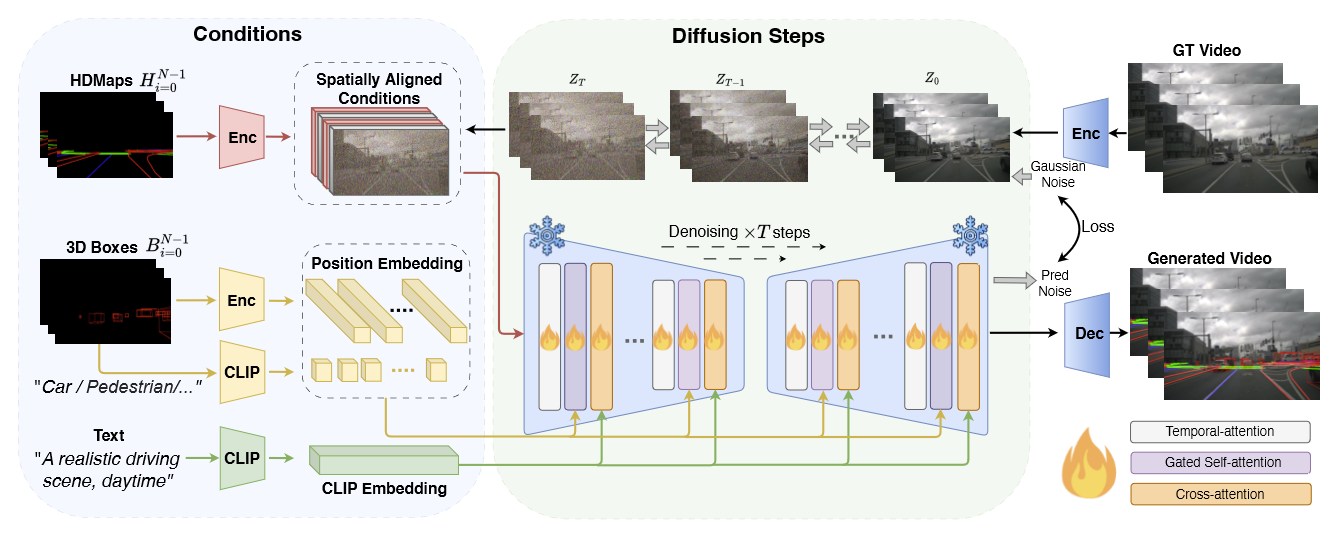 Conditions
HDMaps H_{i=0}^{N-1}
Enc
Spatially Aligned
Conditions
3D Boxes B_{i=0}^{N-1}
Enc
CLIP
"Car / Pedestrian/..."
Position Embedding
....
....
Text
"A realistic driving
scene, daytime"
CLIP
CLIP Embedding
Diffusion Steps
Z_T
Z_{T-1}
Z_0
...
Denoising ×T steps
...
...
GT Video
Enc
Gaussian
Noise
Loss
Pred
Noise
Generated Video
Dec
Temporal-attention
Gated Self-attention
Cross-attention